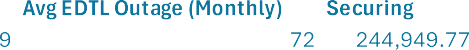 Avg EDTL Outage (Monthly) Securing
9 72 244,949.77